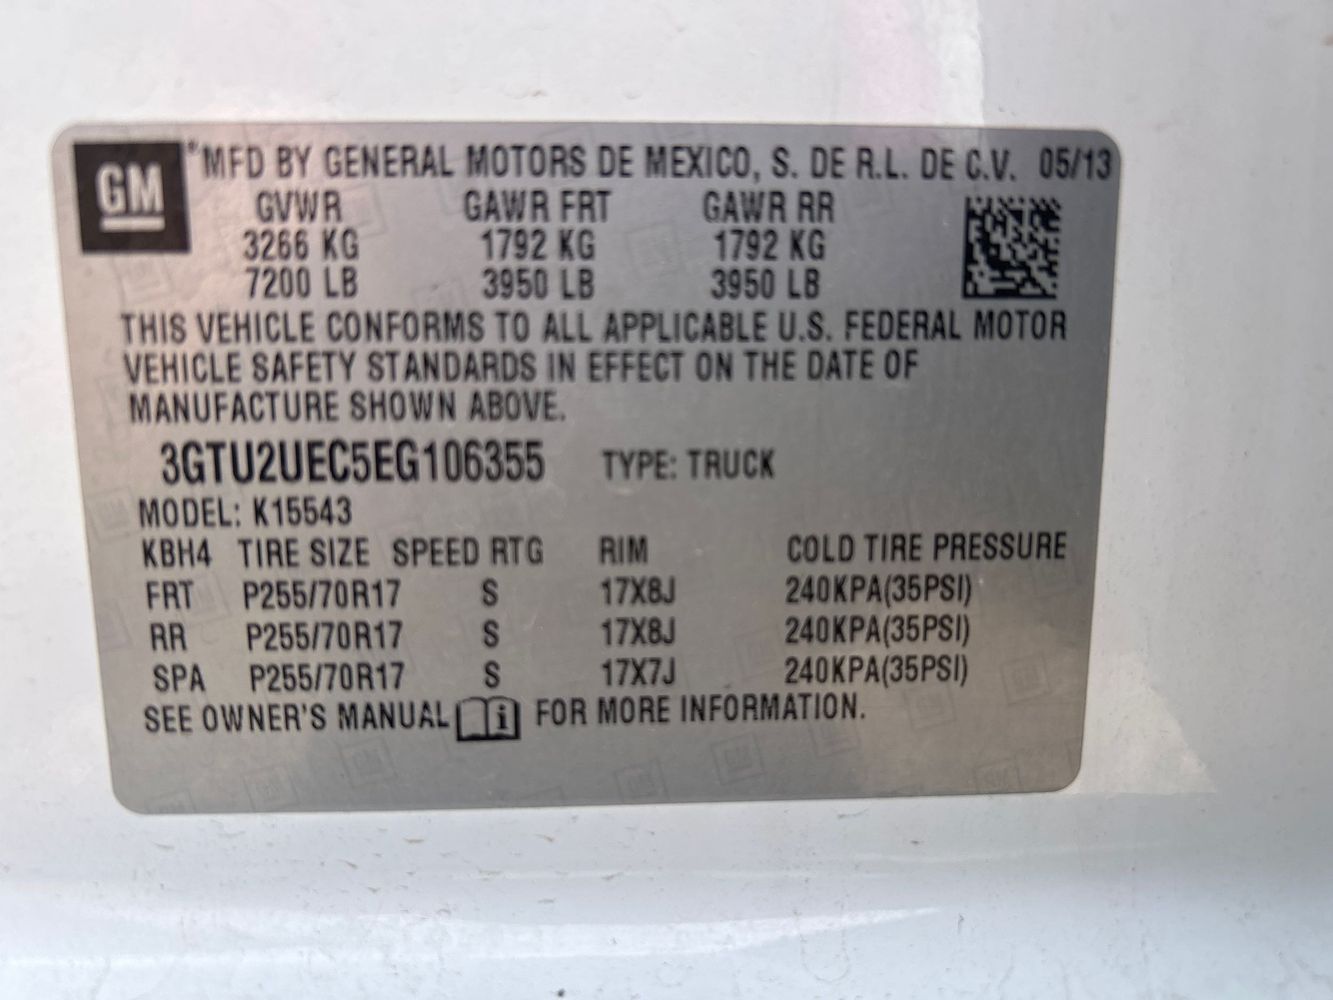 GM ® MFD BY GENERAL MOTORS DE MEXICO, S. DE R.L. DE C.V. 05/13
GVWR GAWR FRT GAWR RR
3266 KG 1792 KG 1792 KG
7200 LB 3950 LB 3950 LB
THIS VEHICLE CONFORMS TO ALL APPLICABLE U.S. FEDERAL MOTOR
VEHICLE SAFETY STANDARDS IN EFFECT ON THE DATE OF
MANUFACTURE SHOWN ABOVE.
3GTU2UEC5EG106355 TYPE: TRUCK
MODEL: K15543
KBH4 TIRE SIZE SPEED RTG RIM COLD TIRE PRESSURE
FRT P255/70R17 S 17X8J 240KPA(35PSI)
RR P255/70R17 S 17X8J 240KPA(35PSI)
SPA P255/70R17 S 17X7J 240KPA(35PSI)
SEE OWNER'S MANUAL i FOR MORE INFORMATION.